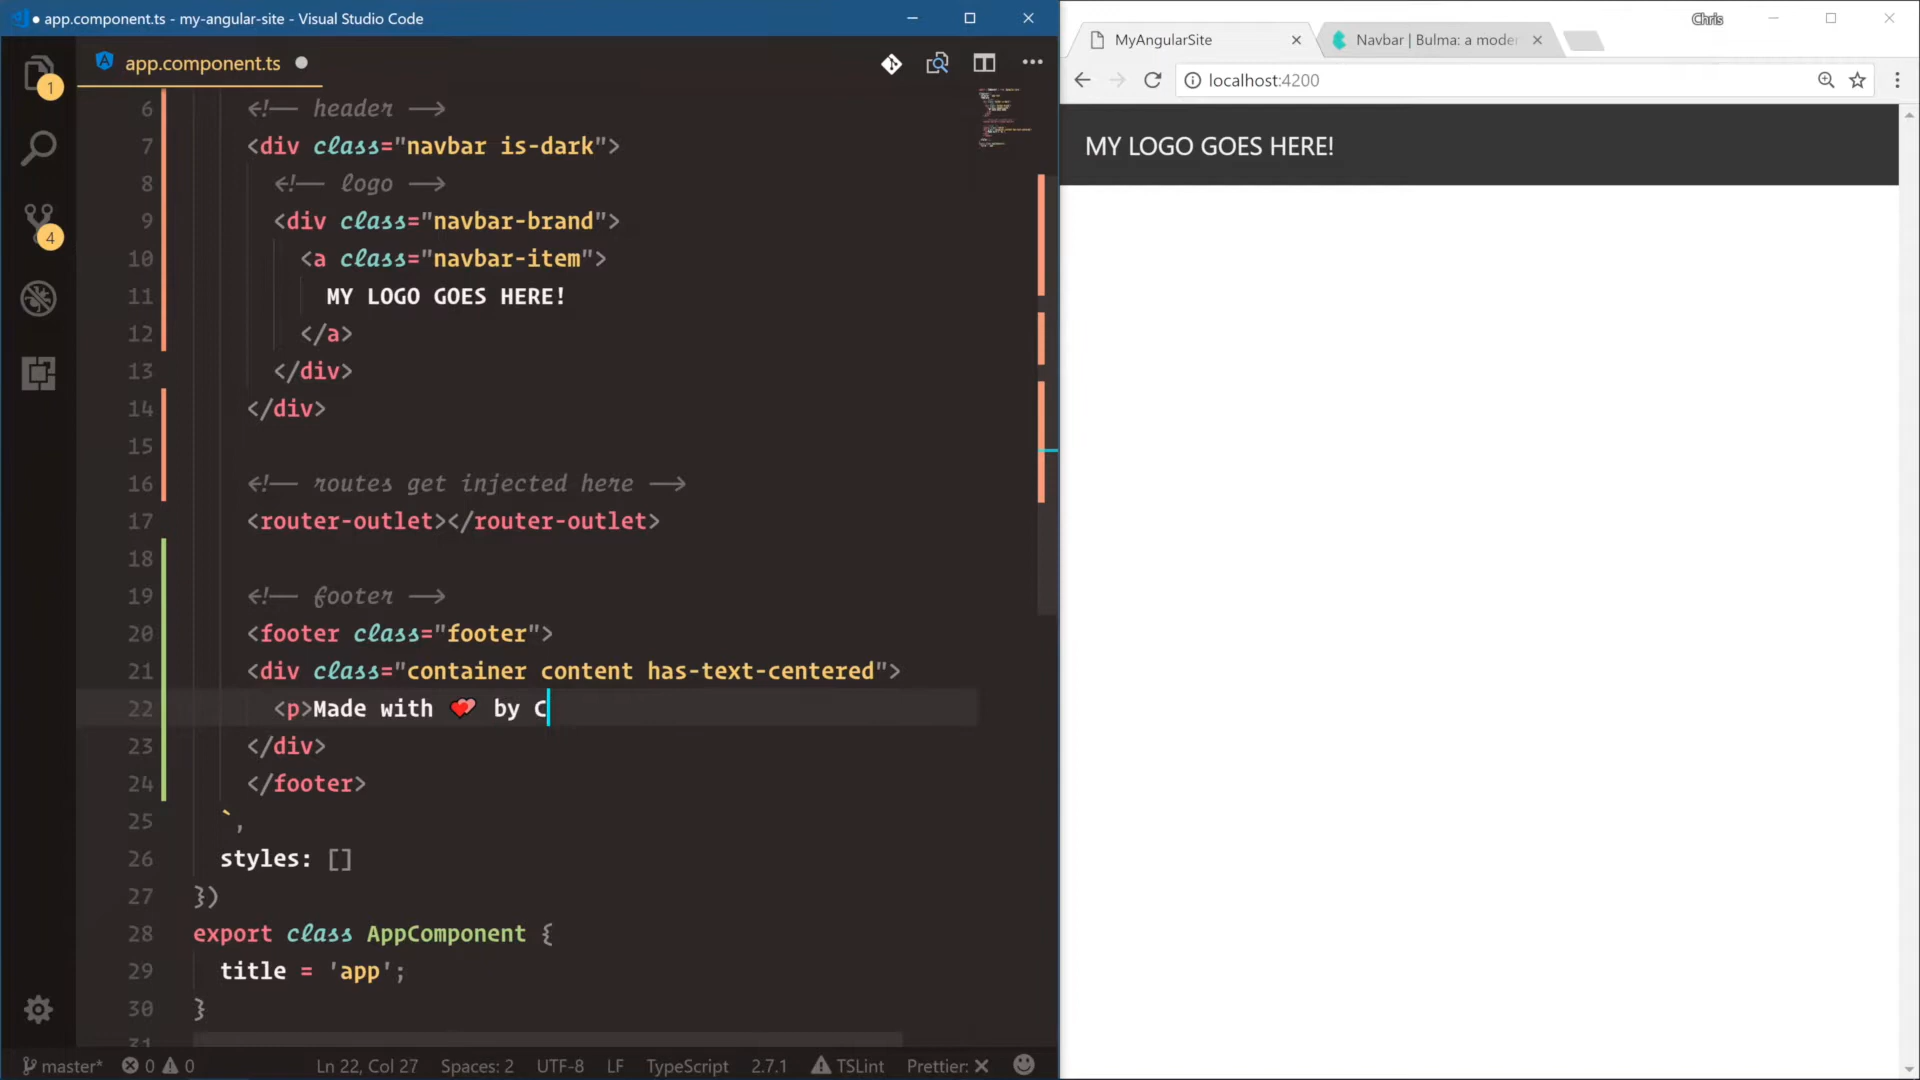 app.component.ts - my-angular-site - Visual Studio Code
app.component.ts
1
4
6 <!-- header -->
7 <div class="navbar is-dark">
8 <!-- logo -->
9 <div class="navbar-brand">
10 <a class="navbar-item">
11 MY LOGO GOES HERE!
12 </a>
13 </div>
14 </div>
15
16 <!-- routes get injected here -->
17 <router-outlet></router-outlet>
18
19 <!-- footer -->
20 <footer class="footer">
21 <div class="container content has-text-centered">
22 <p>Made with 💕 by C
23 </div>
24 </footer>
25 `,
26 styles: []
27 })
28 export class AppComponent {
29 title = 'app';
30 }
31
master* 0 0 Ln 22, Col 27 Spaces: 2 UTF-8 LF TypeScript 2.7.1 TSLint Prettier: ✕
Chris
MyAngularSite
Navbar | Bulma: a moder
localhost:4200
MY LOGO GOES HERE!